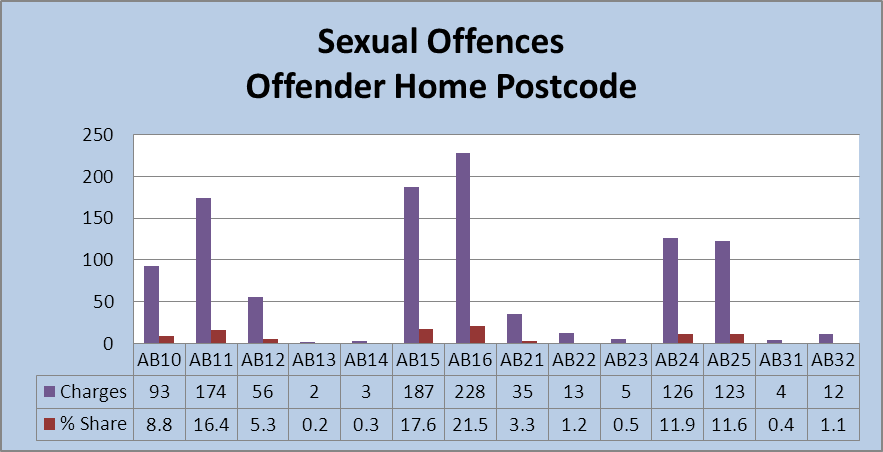 Sexual Offences
Offender Home Postcode
250
200
150
100
50
0
AB10 AB11 AB12 AB13 AB14 AB15 AB16 AB21 AB22 AB23 AB24 AB25 AB31 AB32
Charges 93 174 56 2 3 187 228 35 13 5 126 123 4 12
% Share 8.8 16.4 5.3 0.2 0.3 17.6 21.5 3.3 1.2 0.5 11.9 11.6 0.4 1.1